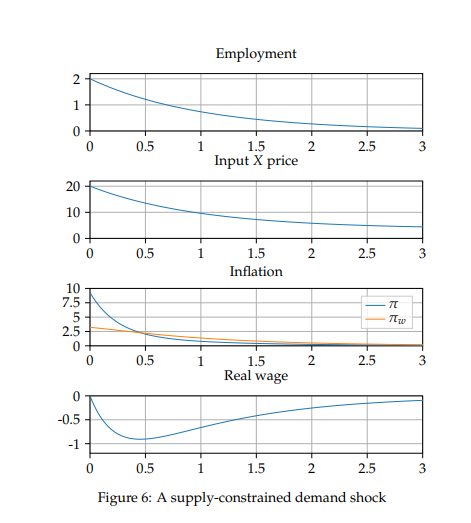 Employment
2
1
0
0 0.5 1 1.5 2 2.5 3
Input X price
20
10
0
0 0.5 1 1.5 2 2.5 3
Inflation
10
7.5
5
2.5
0
π
π_w
0 0.5 1 1.5 2 2.5 3
Real wage
0
-0.5
-1
0 0.5 1 1.5 2 2.5 3
Figure 6: A supply-constrained demand shock